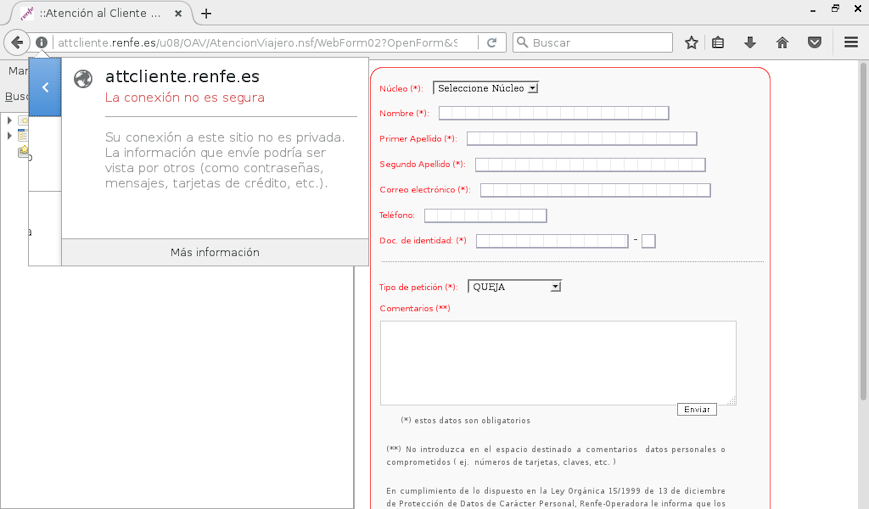 ::Atención al Cliente ...
attcliente.renfe.es/u08/OAV/AtencionViajero.nsf/WebForm02?OpenForm&S
Buscar
attcliente.renfe.es
La conexión no es segura
Su conexión a este sitio no es privada.
La información que envíe podría ser
vista por otros (como contraseñas,
mensajes, tarjetas de crédito, etc.).
Más información
Núcleo (*): Seleccione Núcleo
Nombre (*):
Primer Apellido (*):
Segundo Apellido (*):
Correo electrónico (*):
Teléfono:
Doc. de identidad: (*) -
Tipo de petición (*): QUEJA
Comentarios (**)
Enviar
(*) estos datos son obligatorios
(**) No introduzca en el espacio destinado a comentarios datos personales o
comprometidos ( ej. números de tarjetas, claves, etc. )
En cumplimiento de lo dispuesto en la Ley Orgánica 15/1999 de 13 de diciembre
de Protección de Datos de Carácter Personal, Renfe-Operadora le informa que los